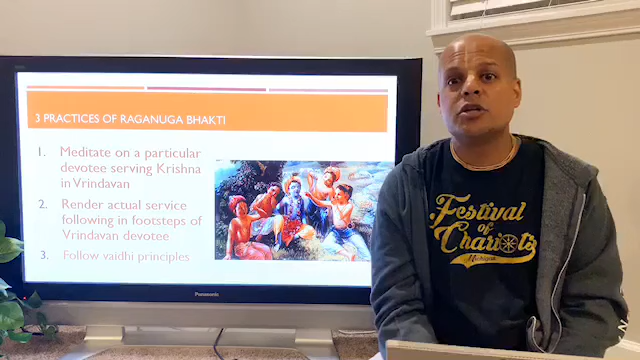 3 PRACTICES OF RAGANUGA BHAKTI
1. Meditate on a particular
devotee serving Krishna
in Vrindavan
2. Render actual service
following in footsteps of
Vrindavan devotee
3. Follow vaidhi principles
Panasonic
Festival
of
Chariots
Michigan